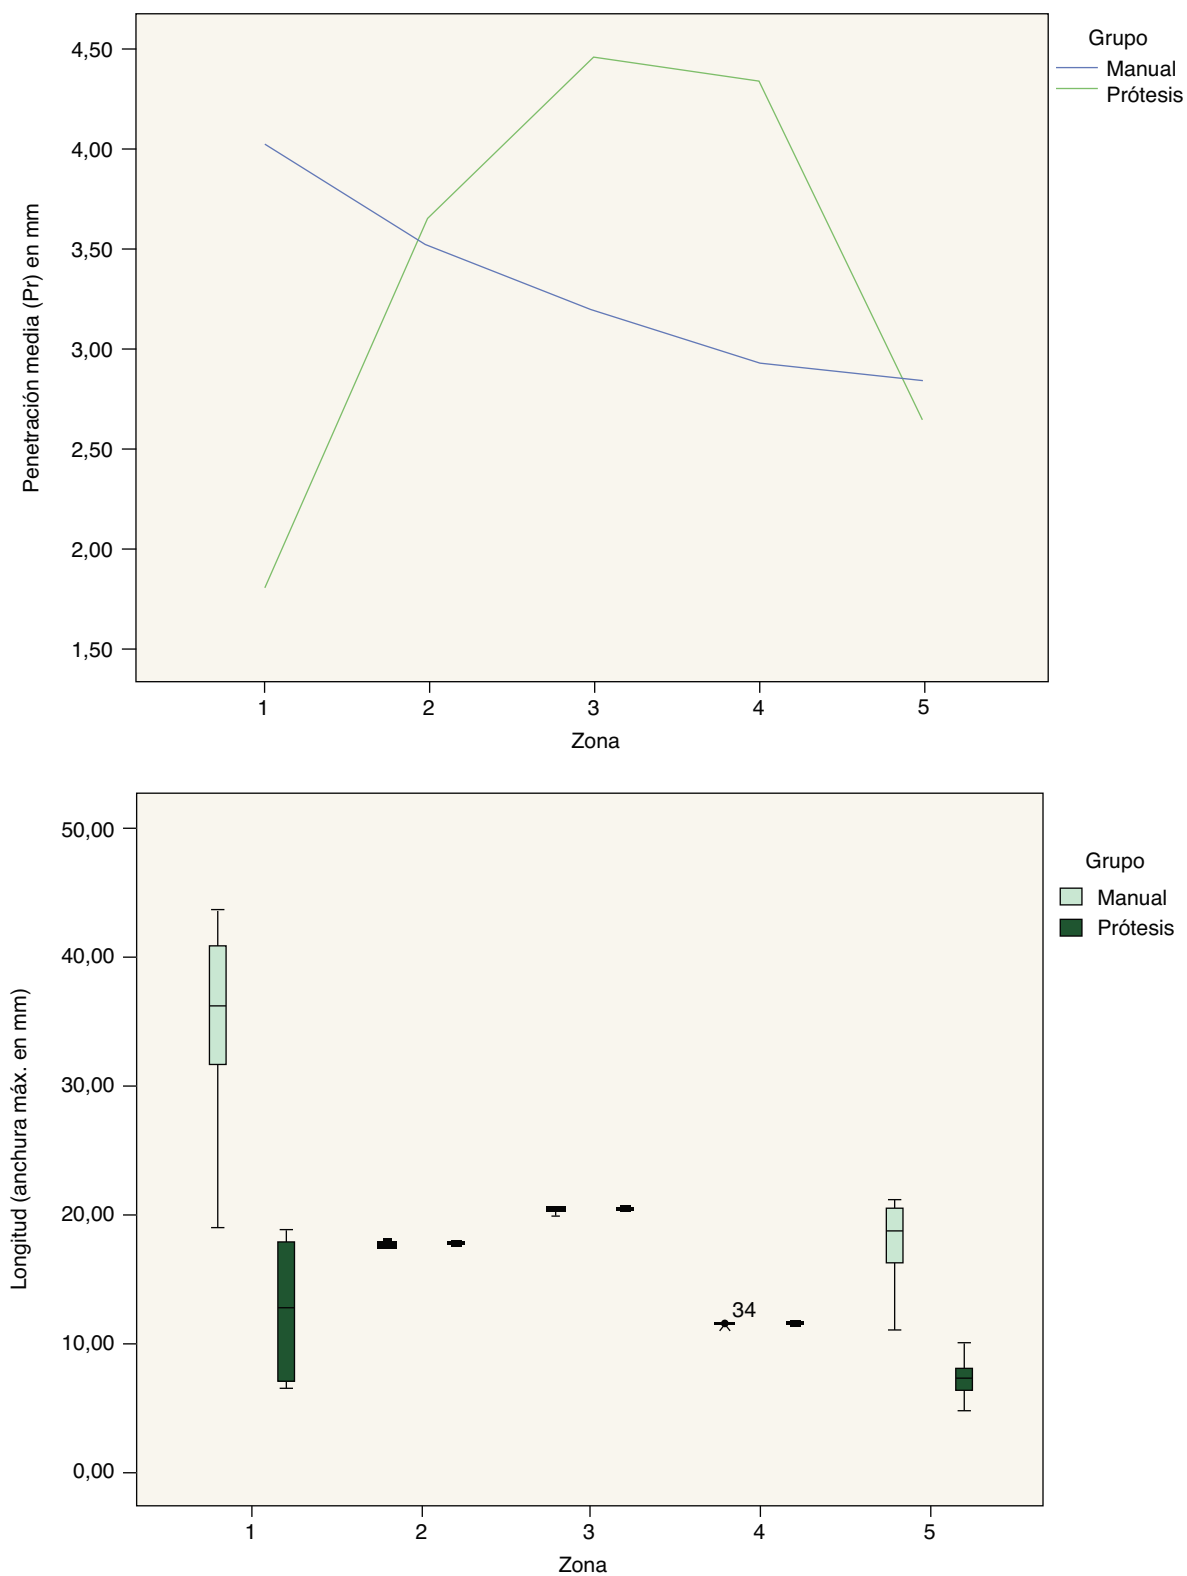 Penetración media (Pr) en mm
4,50
4,00
3,50
3,00
2,50
2,00
1,50
1 2 3 4 5
Zona
Grupo
Manual
Prótesis
Longitud (anchura máx. en mm)
50,00
40,00
30,00
20,00
10,00
0,00
34
1 2 3 4 5
Zona
Grupo
Manual
Prótesis